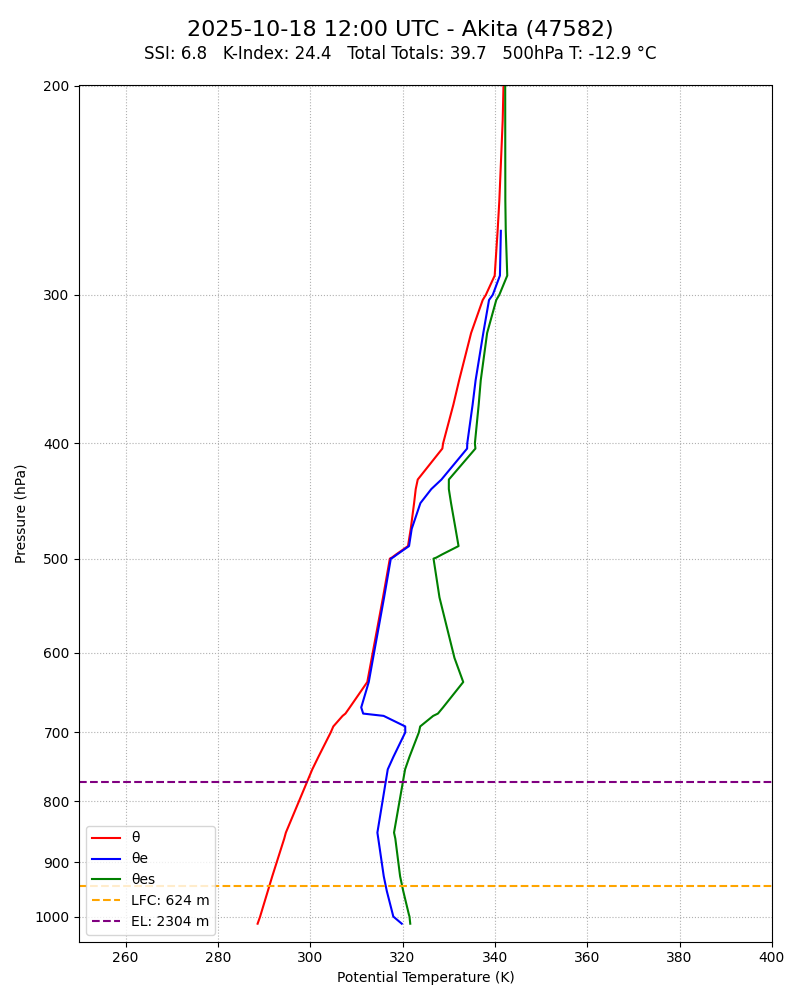 2025-10-18 12:00 UTC - Akita (47582)
SSI: 6.8   K-Index: 24.4   Total Totals: 39.7   500hPa T: -12.9 °C
200
300
400
500
600
700
800
900
1000
Pressure (hPa)
θ
θe
θes
LFC: 624 m
EL: 2304 m
260 280 300 320 340 360 380 400
Potential Temperature (K)